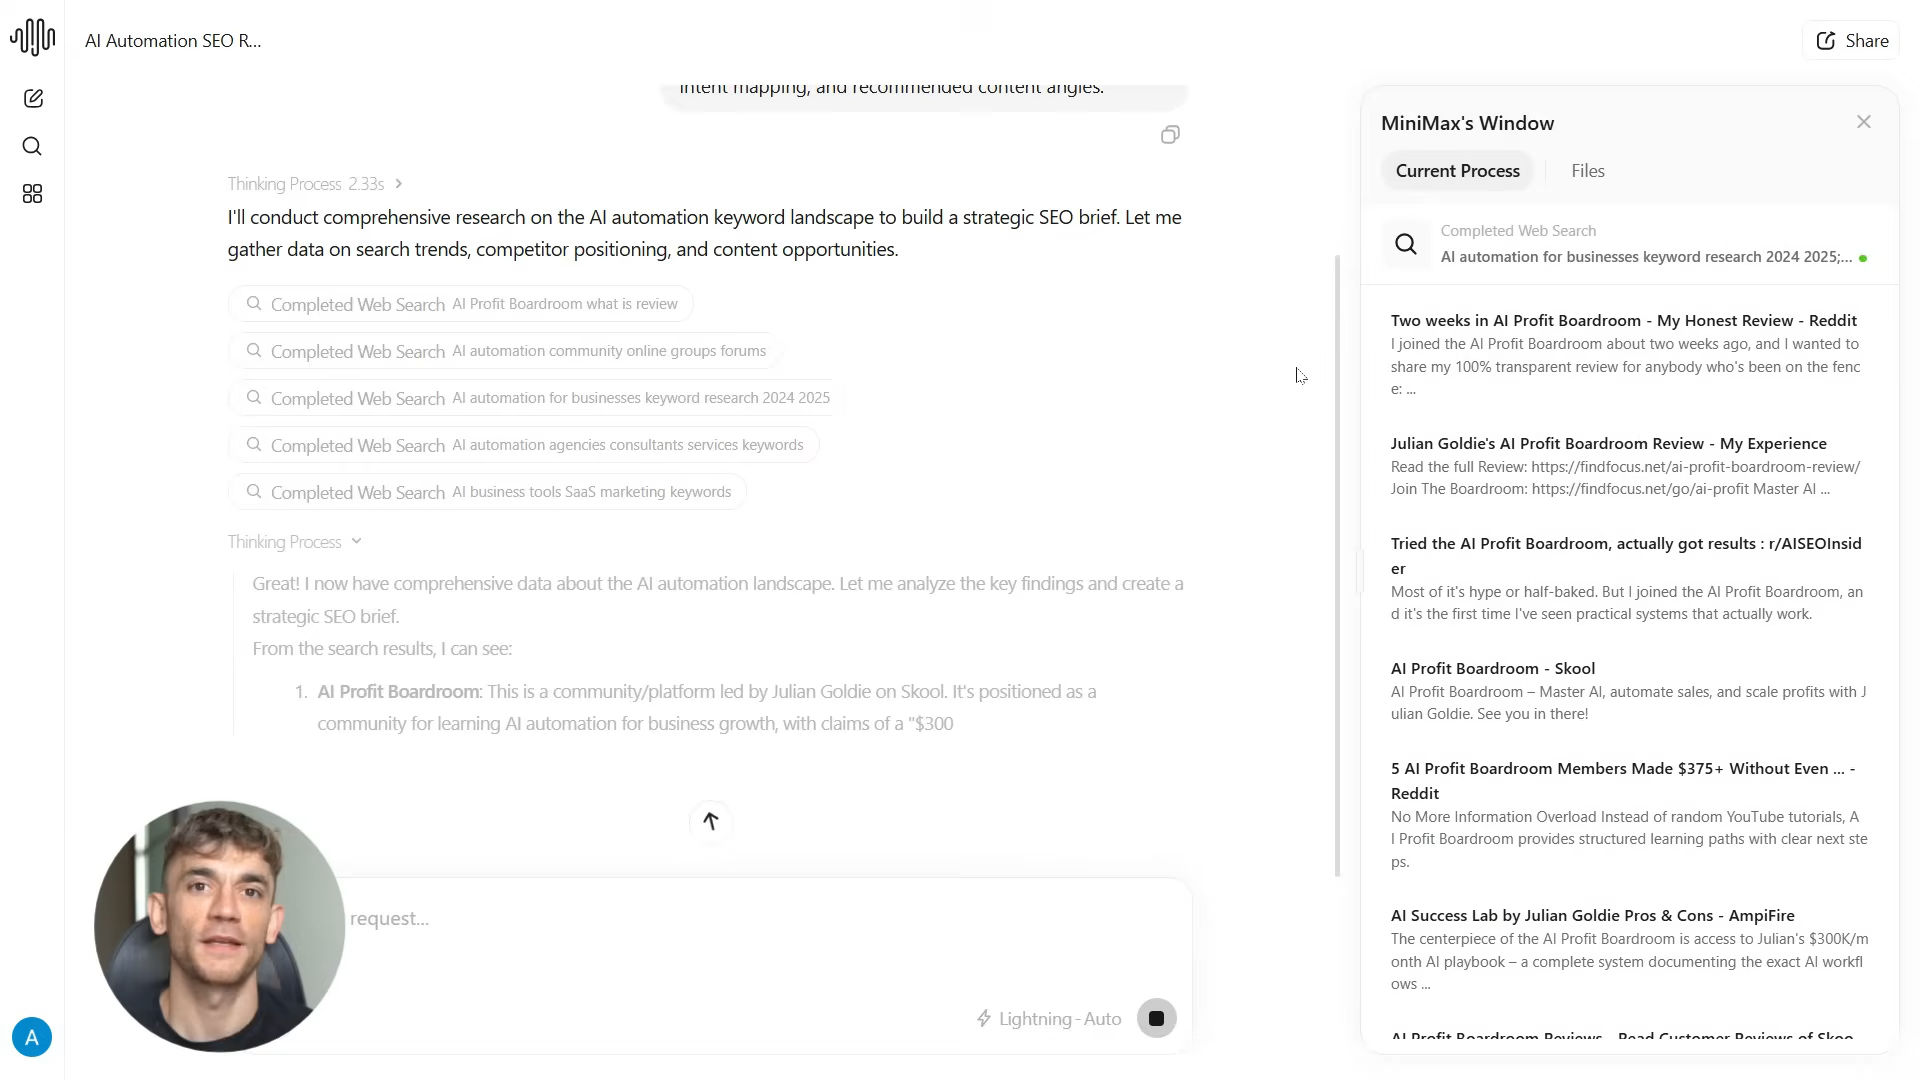 AI Automation SEO R...
Share
intent mapping, and recommended content angles.
Thinking Process 2.33s
I'll conduct comprehensive research on the AI automation keyword landscape to build a strategic SEO brief. Let me
gather data on search trends, competitor positioning, and content opportunities.
Completed Web Search AI Profit Boardroom what is review
Completed Web Search AI automation community online groups forums
Completed Web Search AI automation for businesses keyword research 2024 2025
Completed Web Search AI automation agencies consultants services keywords
Completed Web Search AI business tools SaaS marketing keywords
Thinking Process
Great! I now have comprehensive data about the AI automation landscape. Let me analyze the key findings and create a
strategic SEO brief.
From the search results, I can see:
1. AI Profit Boardroom: This is a community/platform led by Julian Goldie on Skool. It's positioned as a
community for learning AI automation for business growth, with claims of a "$300
request...
Lightning - Auto
A
MiniMax's Window
Current Process
Files
Completed Web Search
AI automation for businesses keyword research 2024 2025;...
Two weeks in AI Profit Boardroom - My Honest Review - Reddit
I joined the AI Profit Boardroom about two weeks ago, and I wanted to
share my 100% transparent review for anybody who's been on the fenc
e: ...
Julian Goldie's AI Profit Boardroom Review - My Experience
Read the full Review: https://findfocus.net/ai-profit-boardroom-review/
Join The Boardroom: https://findfocus.net/go/ai-profit Master AI ...
Tried the AI Profit Boardroom, actually got results : r/AISEOInsid
er
Most of it's hype or half-baked. But I joined the AI Profit Boardroom, an
d it's the first time I've seen practical systems that actually work.
AI Profit Boardroom - Skool
AI Profit Boardroom – Master AI, automate sales, and scale profits with J
ulian Goldie. See you in there!
5 AI Profit Boardroom Members Made $375+ Without Even ... -
Reddit
No More Information Overload Instead of random YouTube tutorials, A
I Profit Boardroom provides structured learning paths with clear next ste
ps.
AI Success Lab by Julian Goldie Pros & Cons - AmpiFire
The centerpiece of the AI Profit Boardroom is access to Julian's $300K/m
onth AI playbook – a complete system documenting the exact AI workfl
ows ...
AI Profit Boardroom Reviews - Read Customer Reviews of Skoo